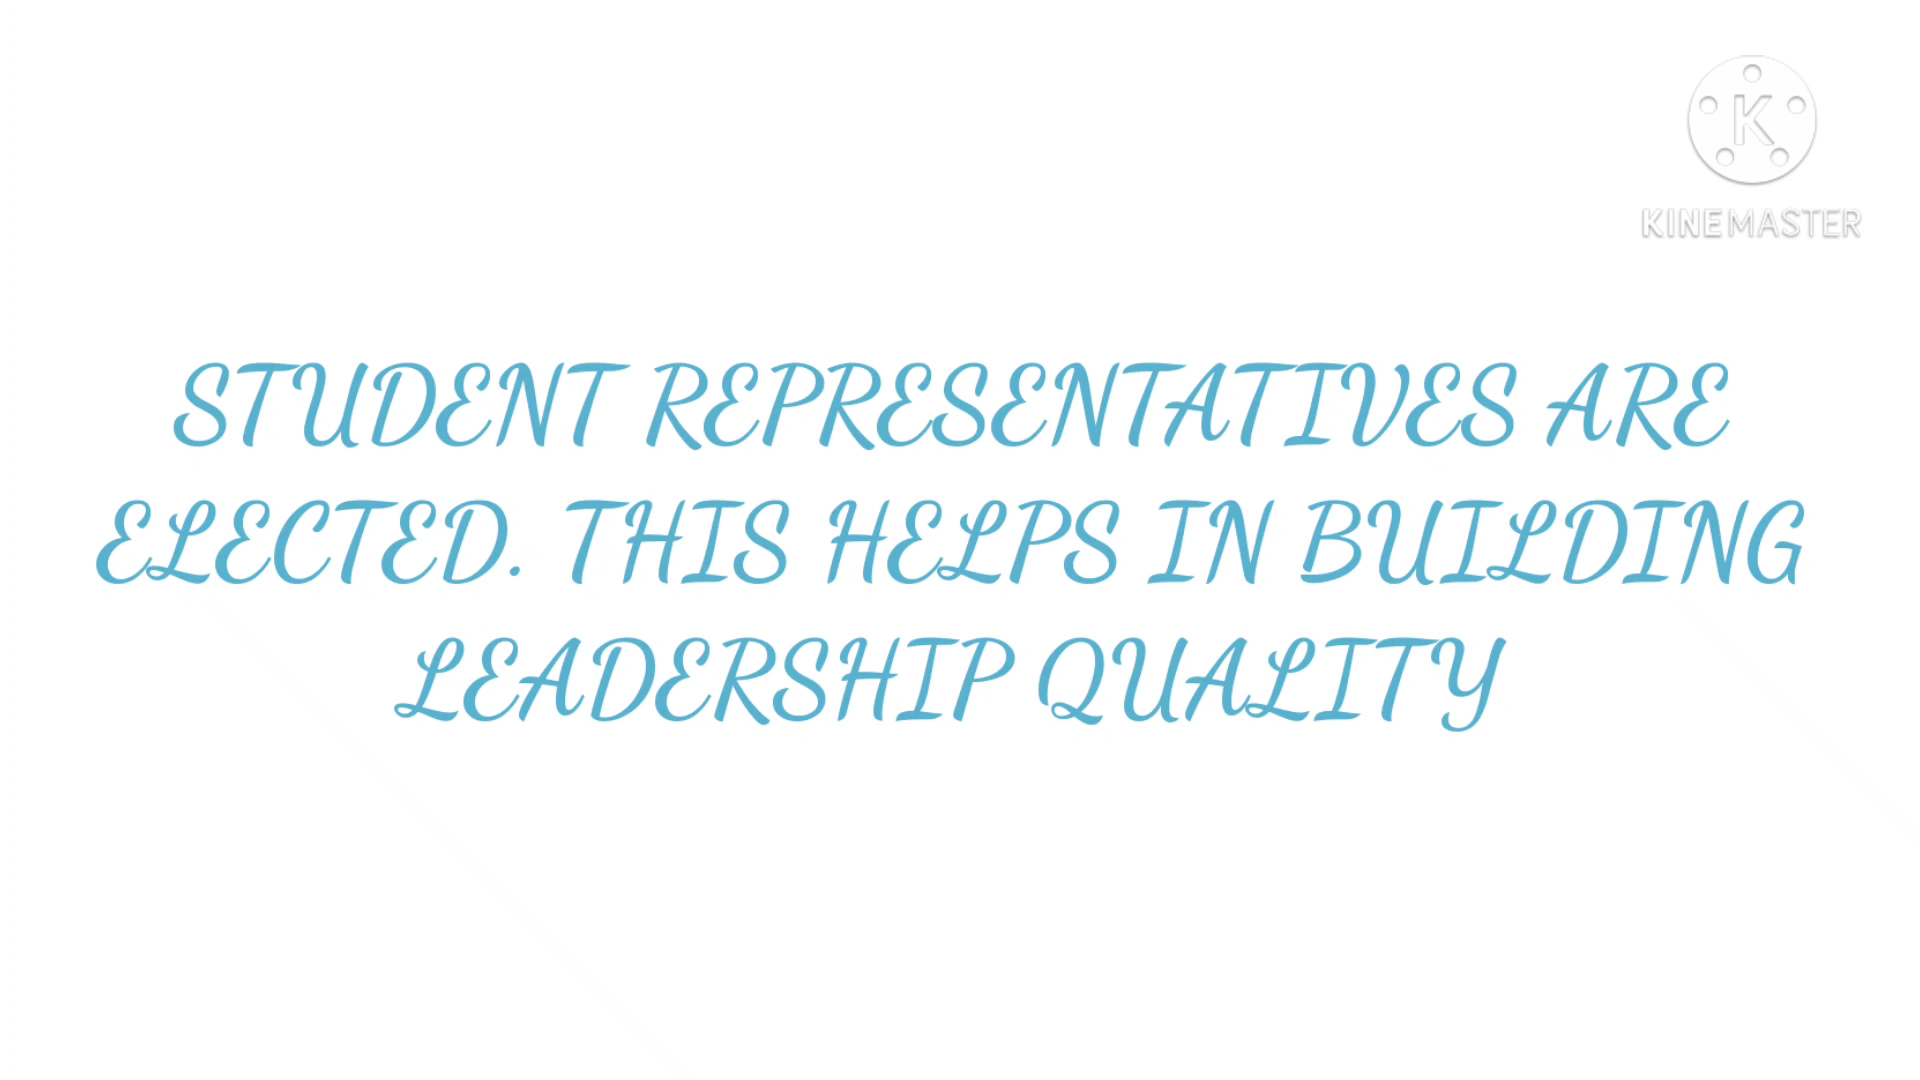 K
KINEMASTER
STUDENT REPRESENTATIVES ARE
ELECTED. THIS HELPS IN BUILDING
LEADERSHIP QUALITY